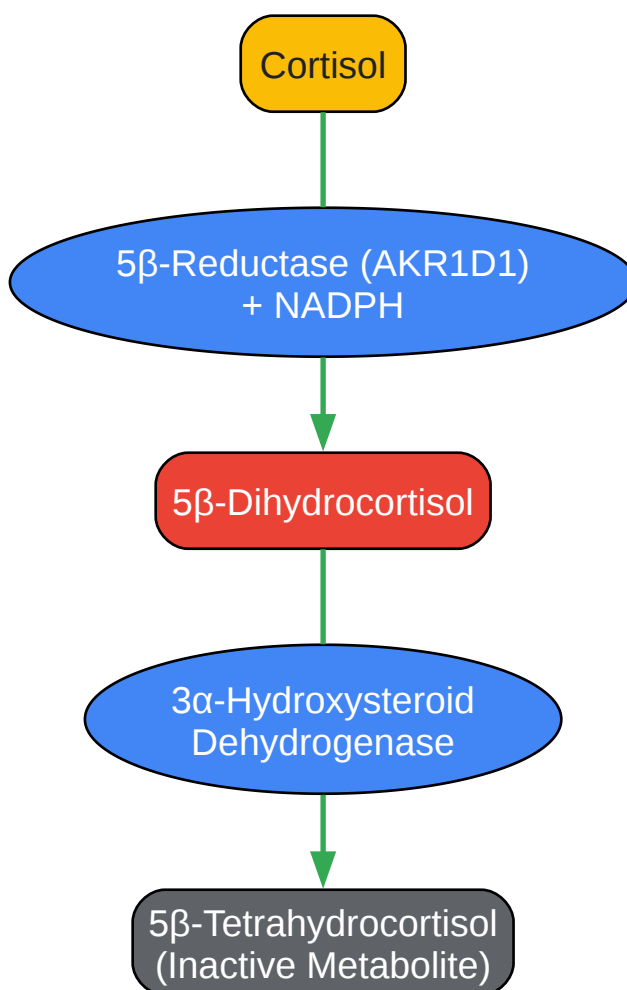 Cortisol
5β-Reductase (AKR1D1)
+ NADPH
5β-Dihydrocortisol
3α-Hydroxysteroid
Dehydrogenase
5β-Tetrahydrocortisol
(Inactive Metabolite)